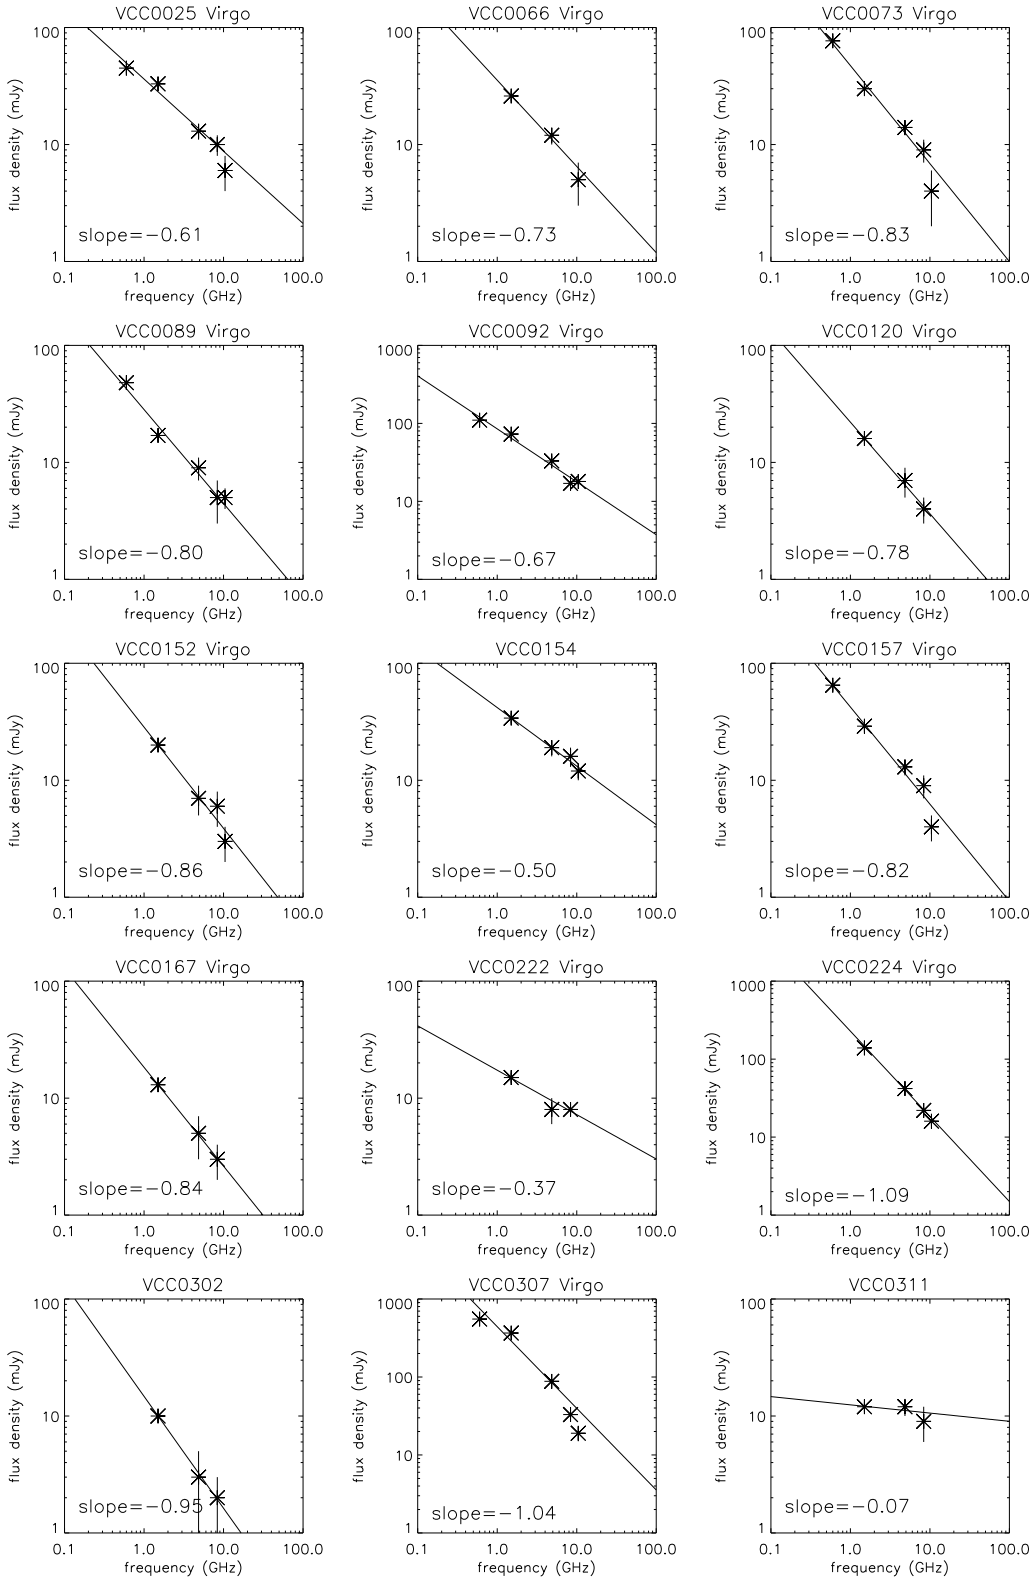 VCC0025 Virgo
100
10
1
flux density (mJy)
slope=−0.61
0.1 1.0 10.0 100.0
frequency (GHz)
VCC0066 Virgo
100
10
1
flux density (mJy)
slope=−0.73
0.1 1.0 10.0 100.0
frequency (GHz)
VCC0073 Virgo
100
10
1
flux density (mJy)
slope=−0.83
0.1 1.0 10.0 100.0
frequency (GHz)
VCC0089 Virgo
100
10
1
flux density (mJy)
slope=−0.80
0.1 1.0 10.0 100.0
frequency (GHz)
VCC0092 Virgo
1000
100
10
1
flux density (mJy)
slope=−0.67
0.1 1.0 10.0 100.0
frequency (GHz)
VCC0120 Virgo
100
10
1
flux density (mJy)
slope=−0.78
0.1 1.0 10.0 100.0
frequency (GHz)
VCC0152 Virgo
100
10
1
flux density (mJy)
slope=−0.86
0.1 1.0 10.0 100.0
frequency (GHz)
VCC0154
100
10
1
flux density (mJy)
slope=−0.50
0.1 1.0 10.0 100.0
frequency (GHz)
VCC0157 Virgo
100
10
1
flux density (mJy)
slope=−0.82
0.1 1.0 10.0 100.0
frequency (GHz)
VCC0167 Virgo
100
10
1
flux density (mJy)
slope=−0.84
0.1 1.0 10.0 100.0
frequency (GHz)
VCC0222 Virgo
100
10
1
flux density (mJy)
slope=−0.37
0.1 1.0 10.0 100.0
frequency (GHz)
VCC0224 Virgo
1000
100
10
1
flux density (mJy)
slope=−1.09
0.1 1.0 10.0 100.0
frequency (GHz)
VCC0302
100
10
1
flux density (mJy)
slope=−0.95
0.1 1.0 10.0 100.0
frequency (GHz)
VCC0307 Virgo
1000
100
10
1
flux density (mJy)
slope=−1.04
0.1 1.0 10.0 100.0
frequency (GHz)
VCC0311
100
10
1
flux density (mJy)
slope=−0.07
0.1 1.0 10.0 100.0
frequency (GHz)